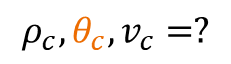 ρ_c, θ_c, v_c =?